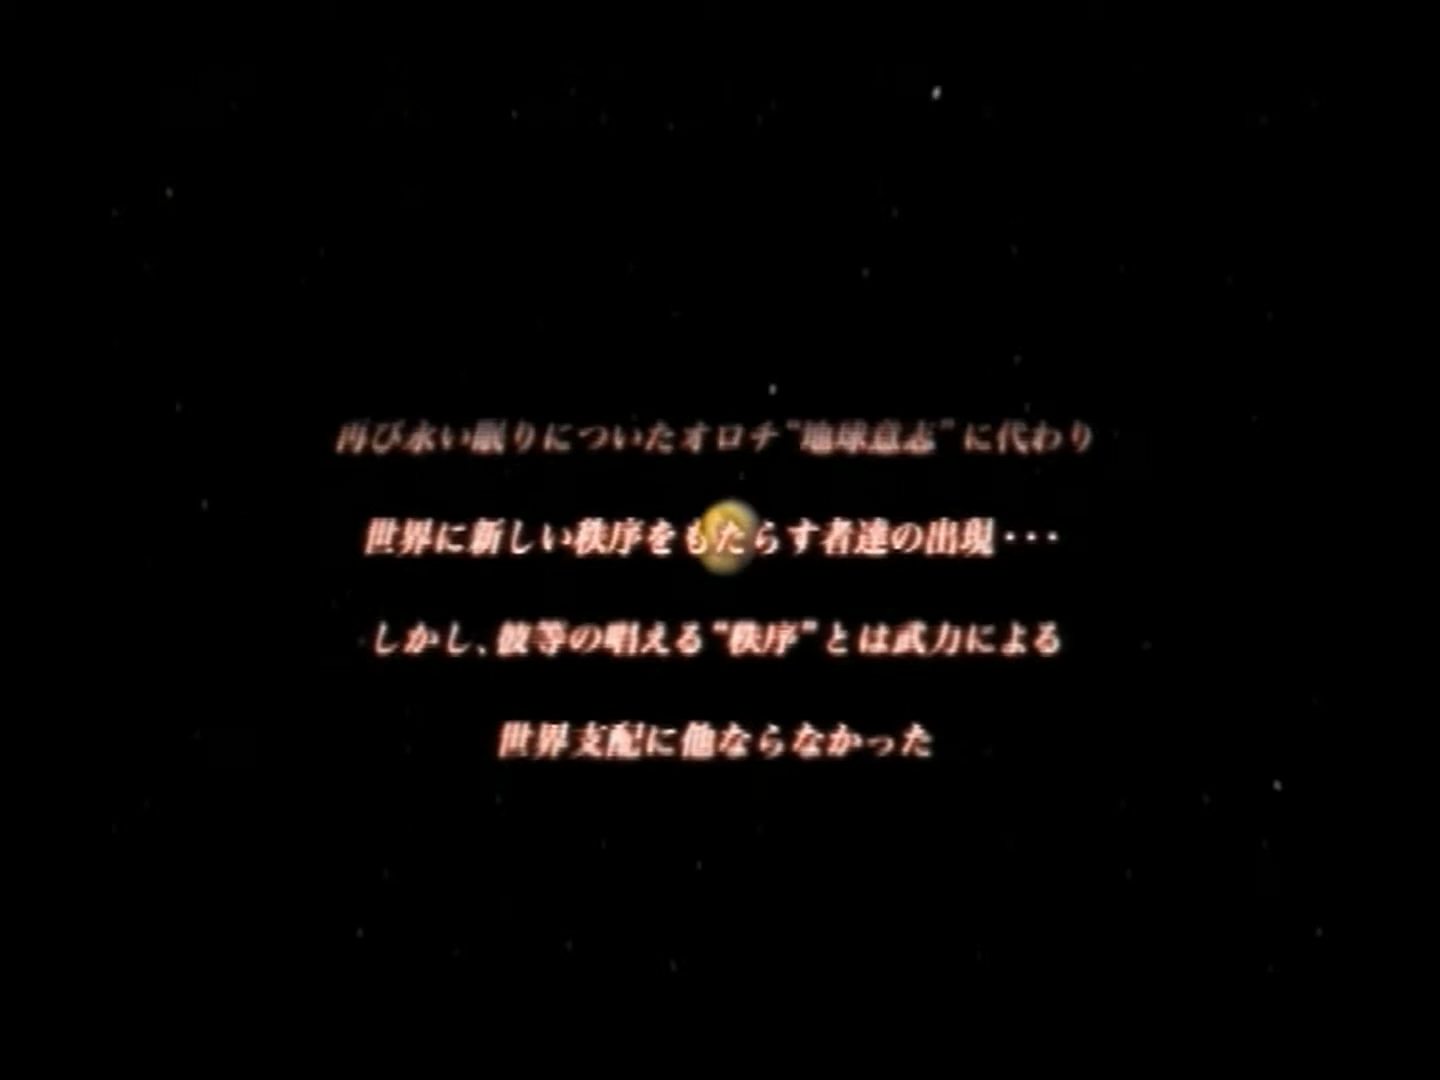 再び永い眠りについたオロチ“地球意志”に代わり
世界に新しい秩序をもたらす者達の出現･･･
しかし、彼等の唱える“秩序”とは武力による
世界支配に他ならなかった